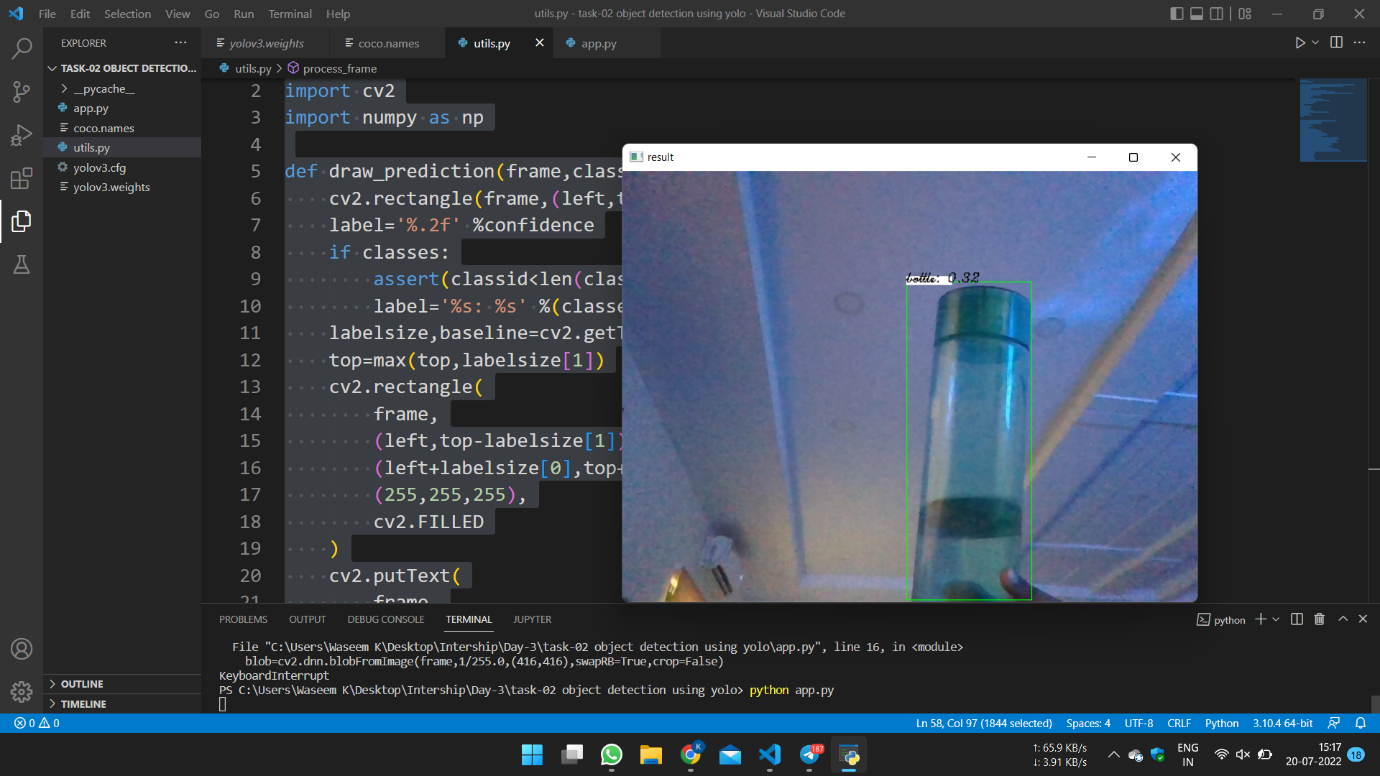 File Edit Selection View Go Run Terminal Help
utils.py - task-02 object detection using yolo - Visual Studio Code
EXPLORER
yolov3.weights
coco.names
utils.py
app.py
TASK-02 OBJECT DETECTIO...
utils.py > process_frame
__pycache__
app.py
coco.names
utils.py
yolov3.cfg
yolov3.weights
2 import cv2
3 import numpy as np
4
5 def draw_prediction(frame,class
6 cv2.rectangle(frame,(left,t
7 label='%.2f' %confidence
8 if classes:
9 assert(classid<len(clas
10 label='%s: %s' %(classe
11 labelsize,baseline=cv2.getT
12 top=max(top,labelsize[1])
13 cv2.rectangle(
14 frame,
15 (left,top-labelsize[1])
16 (left+labelsize[0],top+
17 (255,255,255),
18 cv2.FILLED
19 )
20 cv2.putText(
21 frame
result
bottle: 0.32
PROBLEMS OUTPUT DEBUG CONSOLE TERMINAL JUPYTER
python
File "C:\Users\Waseem K\Desktop\Intership\Day-3\task-02 object detection using yolo\app.py", line 16, in <module>
blob=cv2.dnn.blobFromImage(frame,1/255.0,(416,416),swapRB=True,crop=False)
KeyboardInterrupt
PS C:\Users\Waseem K\Desktop\Intership\Day-3\task-02 object detection using yolo> python app.py
OUTLINE
TIMELINE
0 0
Ln 58, Col 97 (1844 selected) Spaces: 4 UTF-8 CRLF Python 3.10.4 64-bit
K
187
↑: 65.9 KB/s
↓: 3.91 KB/s
ENG
IN
15:17
20-07-2022
18